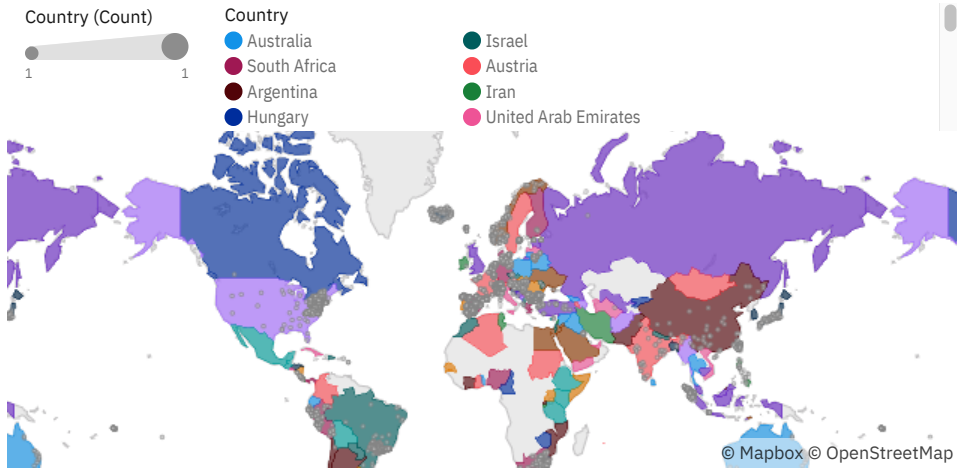 Country (Count)
1 1
Country
Australia
South Africa
Argentina
Hungary
Israel
Austria
Iran
United Arab Emirates
© Mapbox © OpenStreetMap